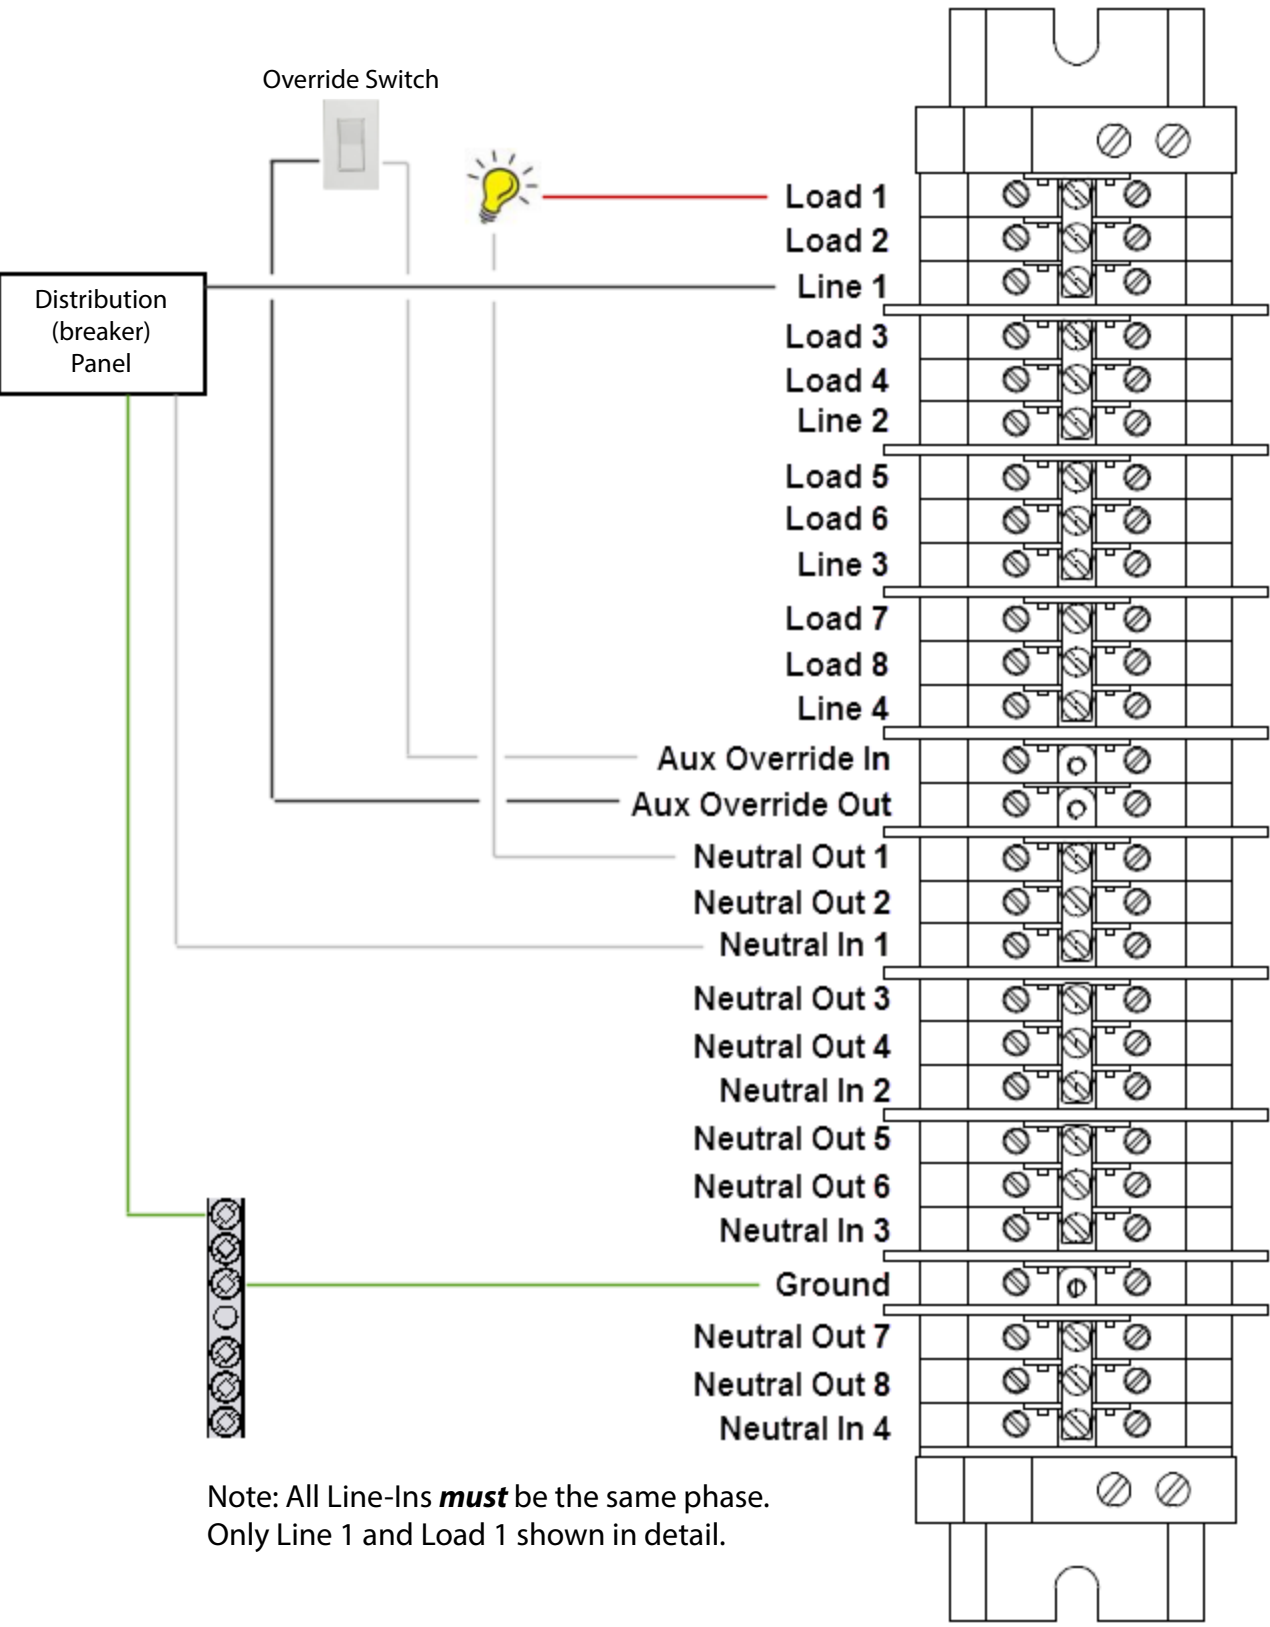 Override Switch
Load 1
Load 2
Line 1
Distribution
(breaker)
Panel
Load 3
Load 4
Line 2
Load 5
Load 6
Line 3
Load 7
Load 8
Line 4
Aux Override In
Aux Override Out
Neutral Out 1
Neutral Out 2
Neutral In 1
Neutral Out 3
Neutral Out 4
Neutral In 2
Neutral Out 5
Neutral Out 6
Neutral In 3
Ground
Neutral Out 7
Neutral Out 8
Neutral In 4
Note: All Line-Ins must be the same phase.
Only Line 1 and Load 1 shown in detail.